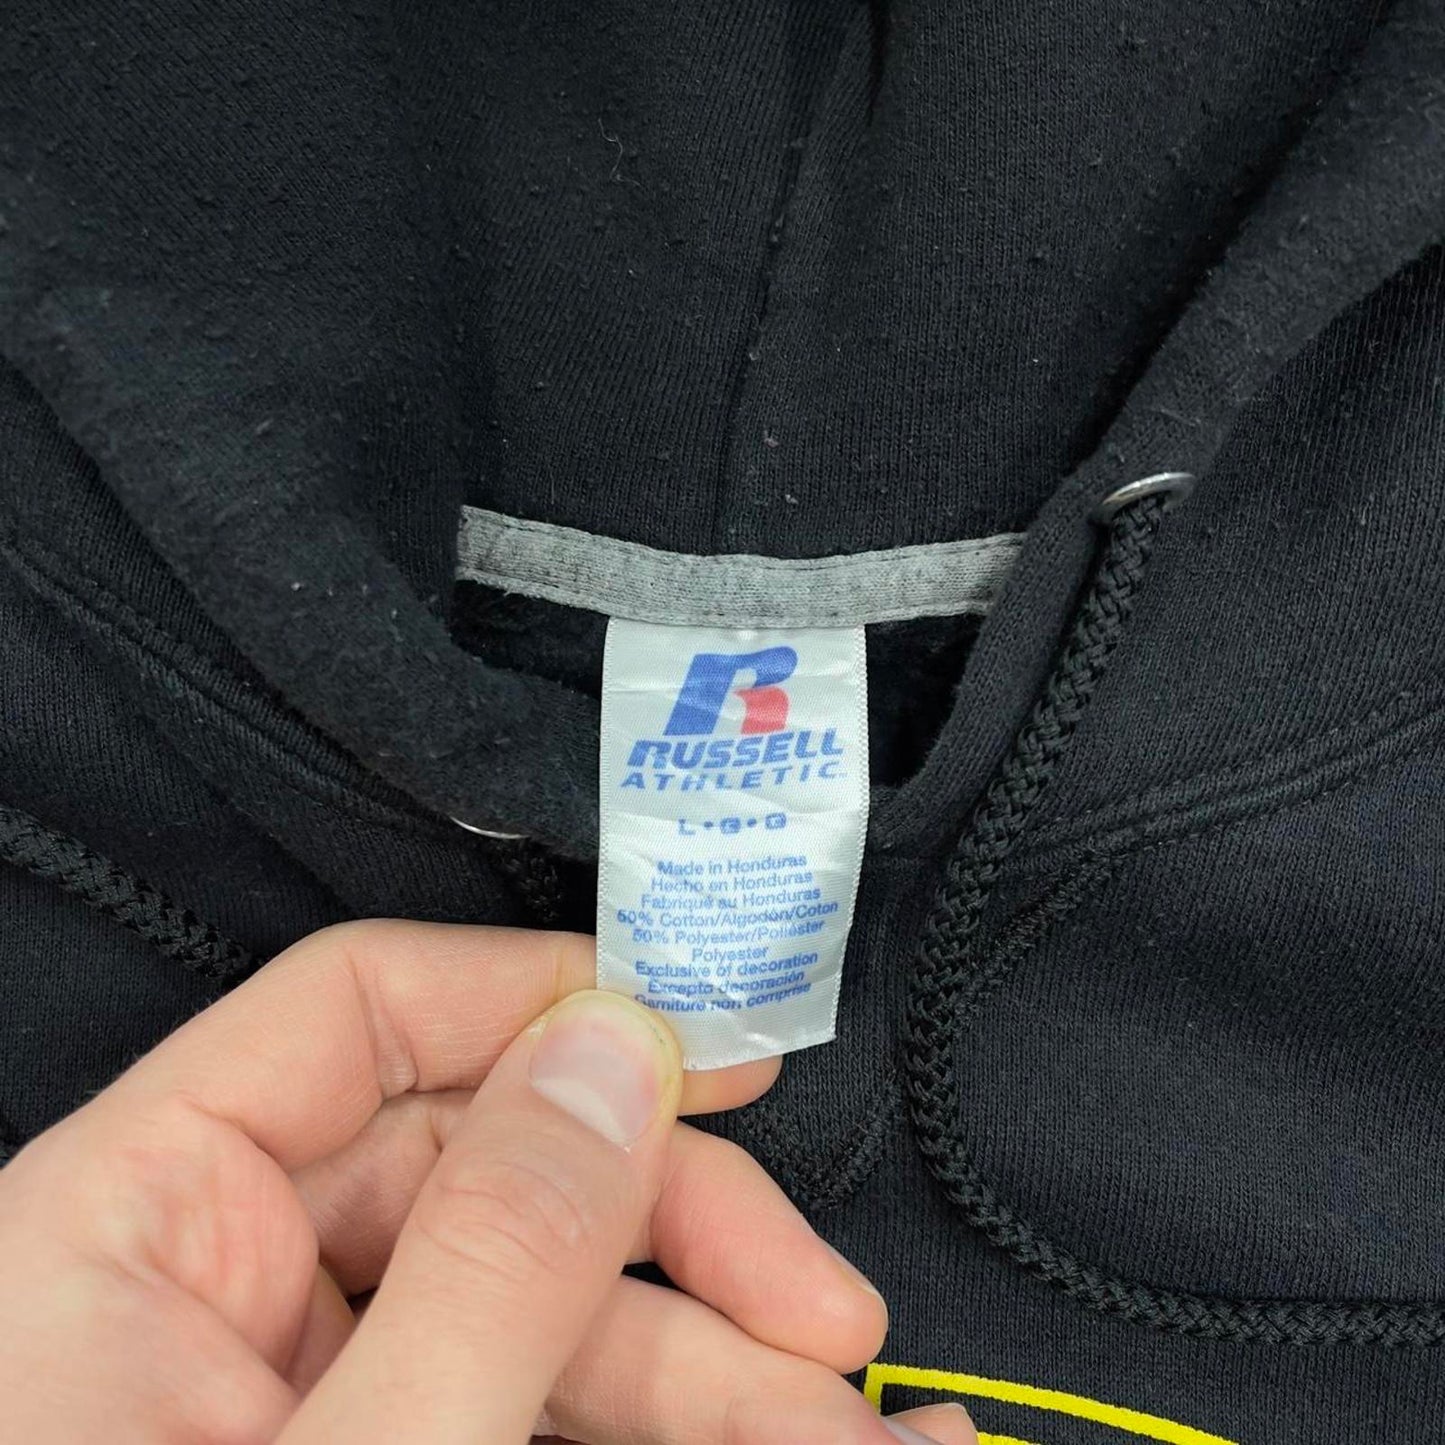 R
RUSSELL
ATHLETIC
L • G • G
Made in Honduras
Hecho en Honduras
Fabriqué au Honduras
50% Cotton/Algodón/Coton
50% Polyester/Poliéster
Polyester
Exclusive of decoration
Excepto decoración
Garniture non comprise